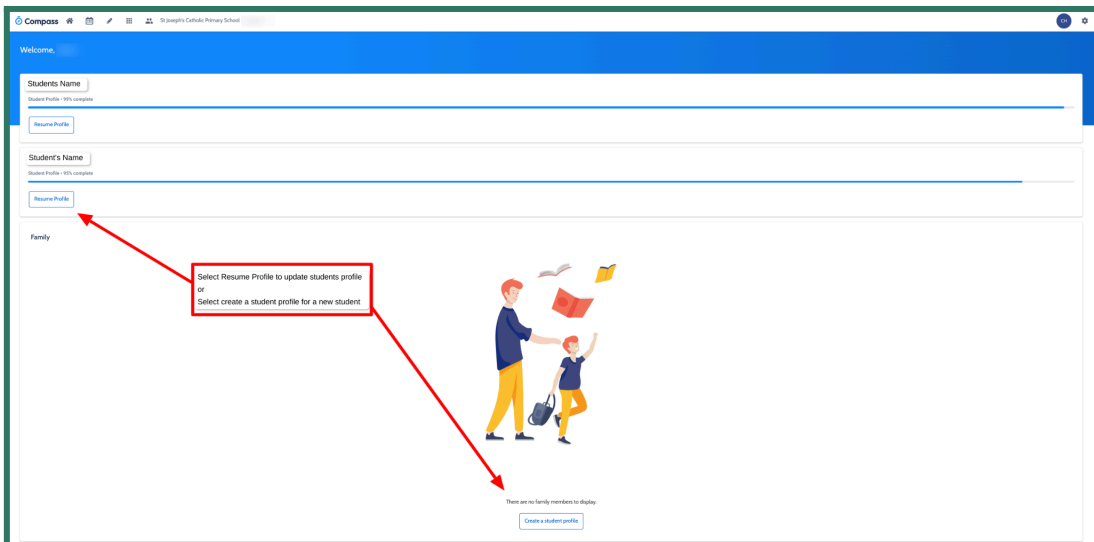 Compass St Joseph's Catholic Primary School CH
Welcome,
Students Name
Student Profile • 99% complete
Resume Profile
Student's Name
Student Profile • 95% complete
Resume Profile
Family
Select Resume Profile to update students profile
or
Select create a student profile for a new student
There are no family members to display.
Create a student profile